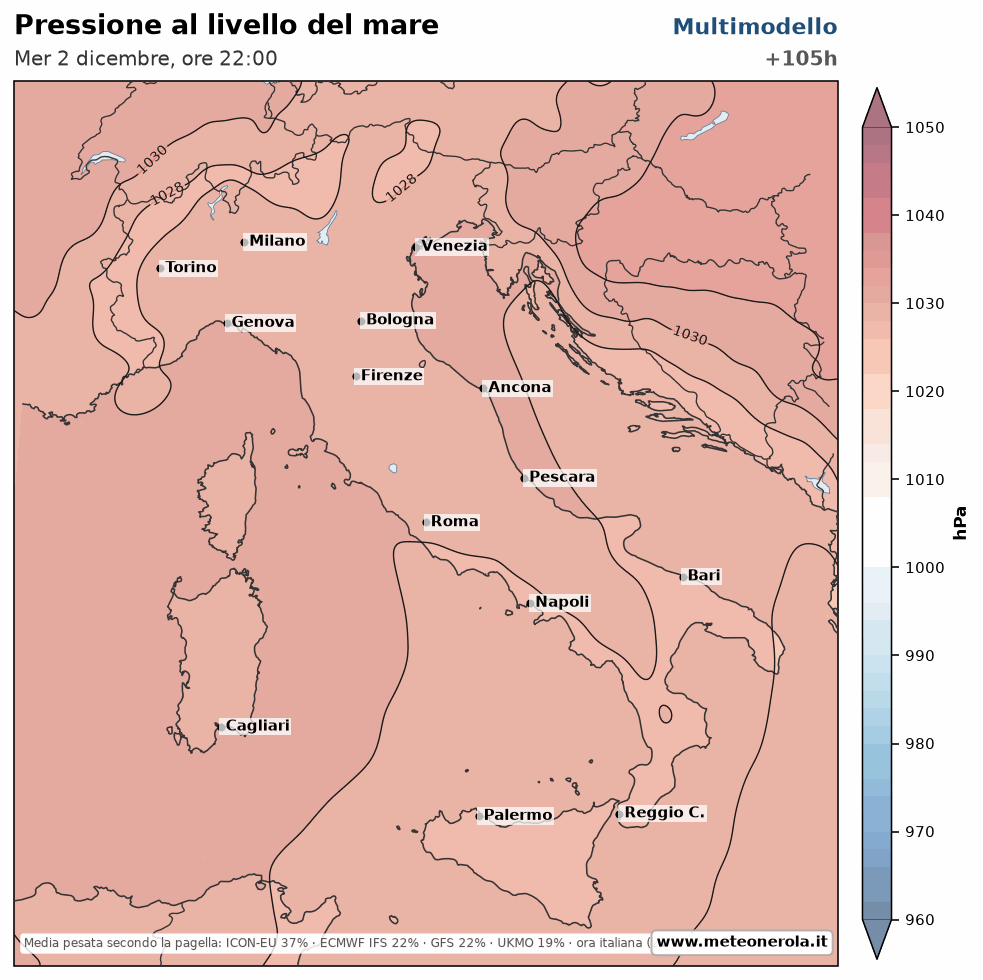 Pressione al livello del mare
Multimodello
Mer 2 dicembre, ore 22:00
+105h
1050
1030
1028
1028
1040
Milano
Venezia
Torino
1030
Genova
Bologna
1030
Firenze
Ancona
1020
Pescara
1010
Roma
hPa
1000
Bari
Napoli
990
Cagliari
980
Palermo
Reggio C.
970
960
Media pesata secondo la pagella: ICON-EU 37% · ECMWF IFS 22% · GFS 22% · UKMO 19% · ora italiana (
www.meteonerola.it